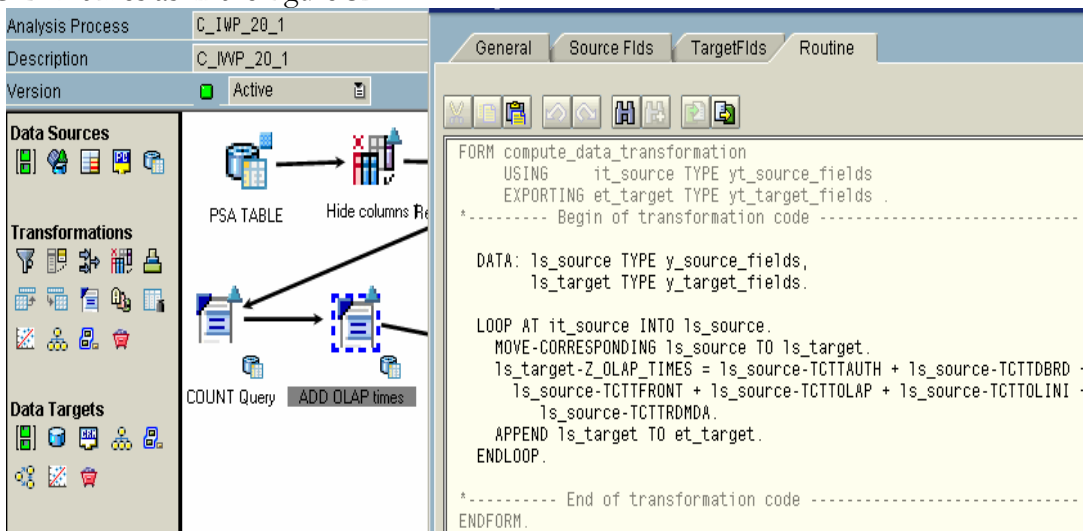 Analysis Process C_IWP_20_1
Description C_IWP_20_1
Version Active
Data Sources
Transformations
Data Targets
PSA TABLE
Hide columns
COUNT Query
ADD OLAP times
General Source Flds TargetFlds Routine
FORM compute_data_transformation
USING it_source TYPE yt_source_fields
EXPORTING et_target TYPE yt_target_fields .
*--------- Begin of transformation code -----------------------------
DATA: ls_source TYPE y_source_fields,
ls_target TYPE y_target_fields.
LOOP AT it_source INTO ls_source.
MOVE-CORRESPONDING ls_source TO ls_target.
ls_target-Z_OLAP_TIMES = ls_source-TCTTAUTH + ls_source-TCTTDBRD +
ls_source-TCTTFRONT + ls_source-TCTTOLAP + ls_source-TCTTOLINI +
ls_source-TCTTRDMDA.
APPEND ls_target TO et_target.
ENDLOOP.
*---------- End of transformation code ------------------------------
ENDFORM.